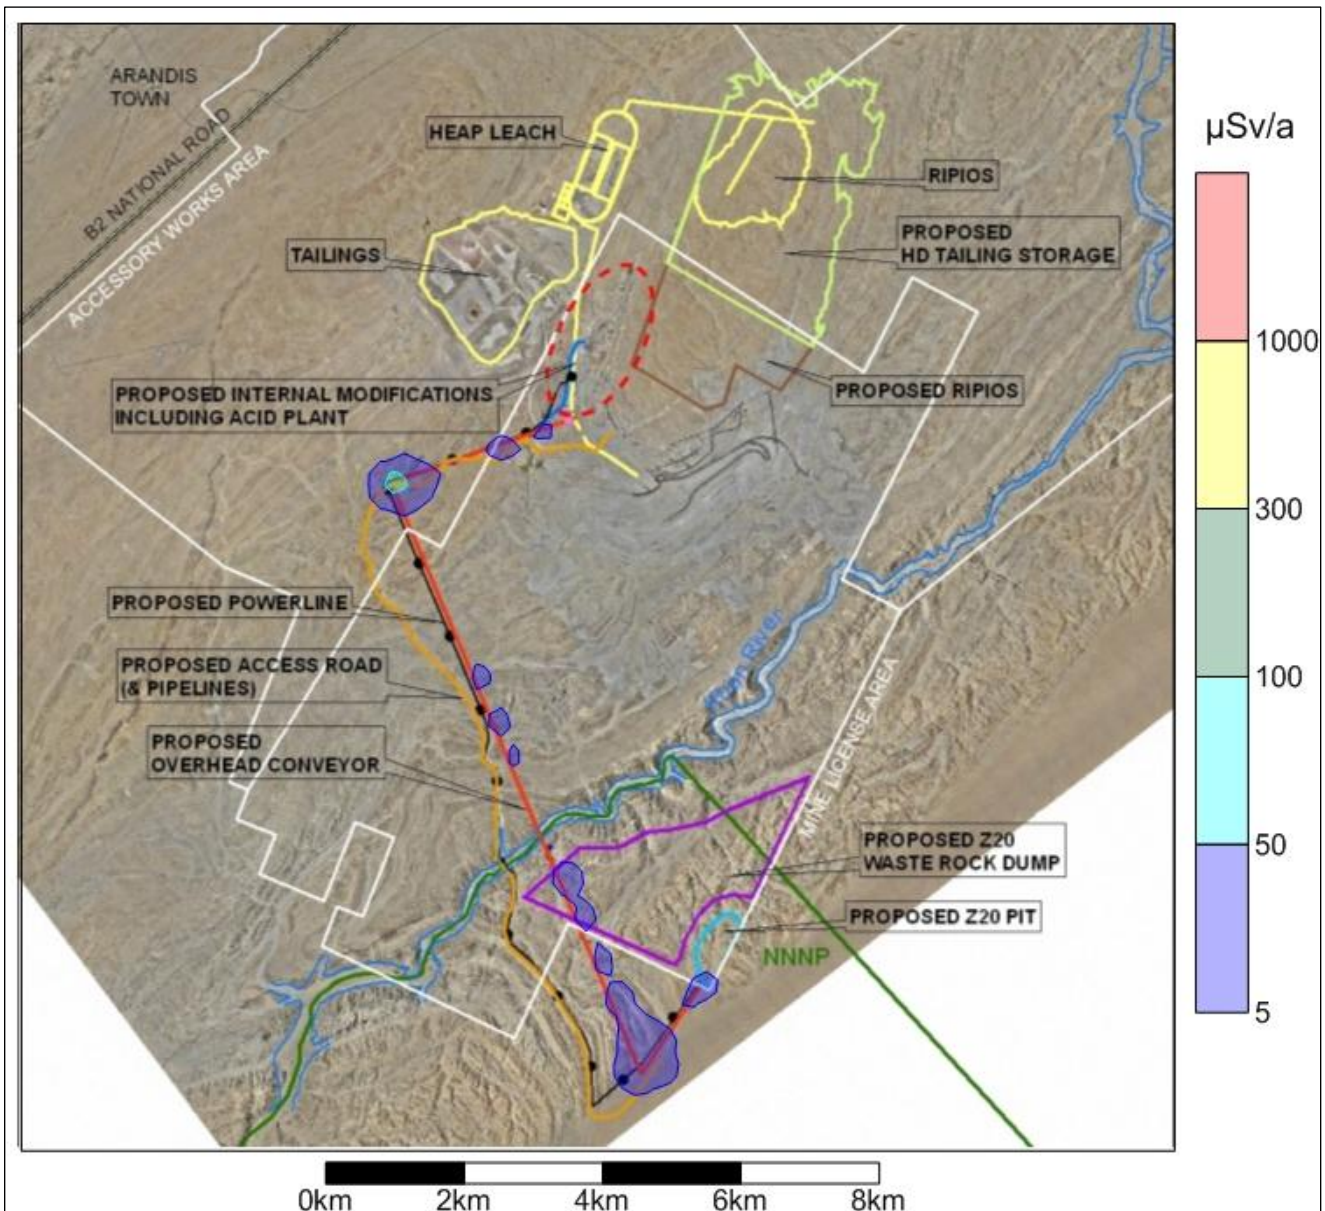 ARANDIS
TOWN
B2 NATIONAL ROAD
ACCESSORY WORKS AREA
HEAP LEACH
RIPIOS
PROPOSED
HD TAILING STORAGE
TAILINGS
PROPOSED INTERNAL MODIFICATIONS
INCLUDING ACID PLANT
PROPOSED RIPIOS
PROPOSED POWERLINE
PROPOSED ACCESS ROAD
(& PIPELINES)
PROPOSED
OVERHEAD CONVEYOR
River
MINE LICENSE AREA
PROPOSED Z20
WASTE ROCK DUMP
PROPOSED Z20 PIT
NNNP
µSv/a
1000
300
100
50
5
0km 2km 4km 6km 8km